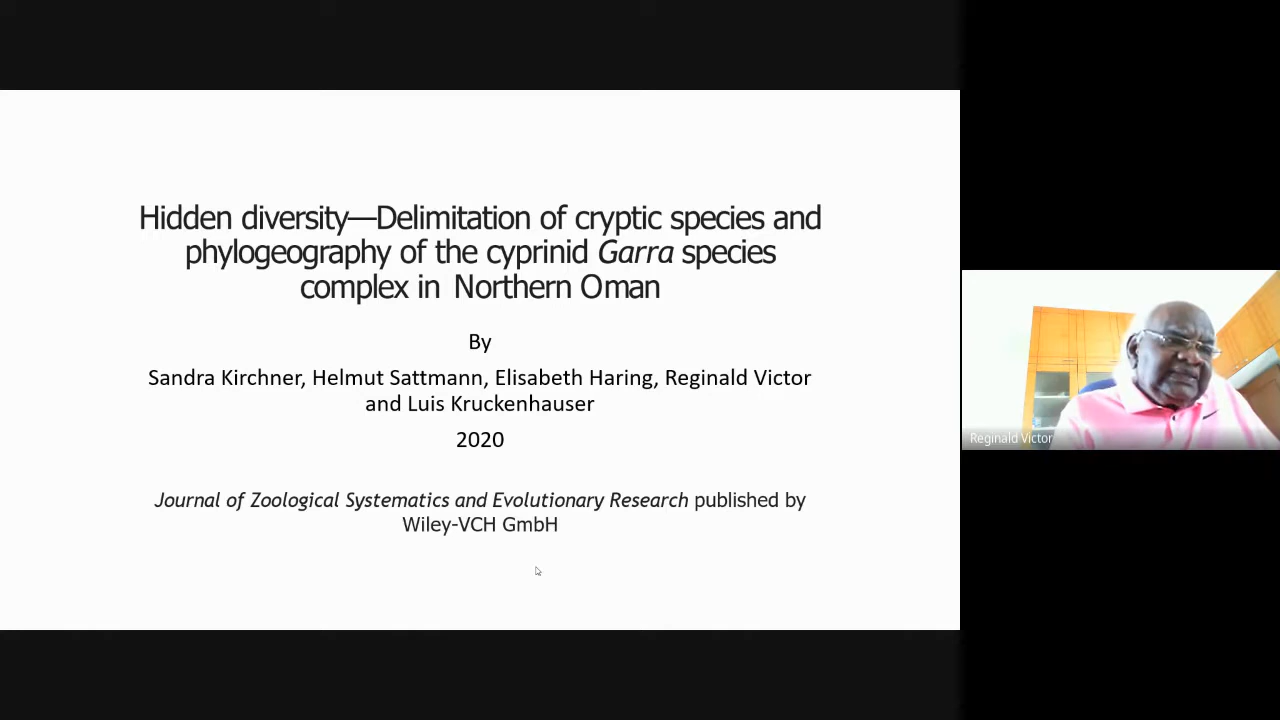 Hidden diversity—Delimitation of cryptic species and
phylogeography of the cyprinid Garra species
complex in Northern Oman
By
Sandra Kirchner, Helmut Sattmann, Elisabeth Haring, Reginald Victor
and Luis Kruckenhauser
2020
Journal of Zoological Systematics and Evolutionary Research published by
Wiley-VCH GmbH
Reginald Victor